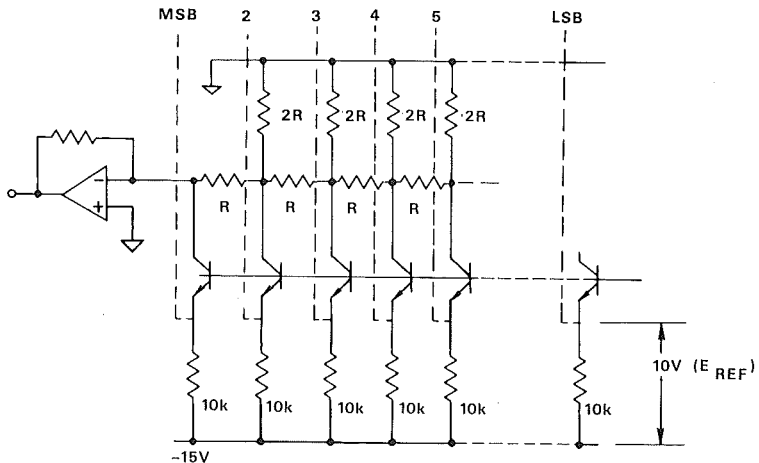 MSB 2 3 4 5 LSB
2R 2R 2R 2R
−
+
R R R R
10V (E REF)
10k 10k 10k 10k 10k 10k
−15V